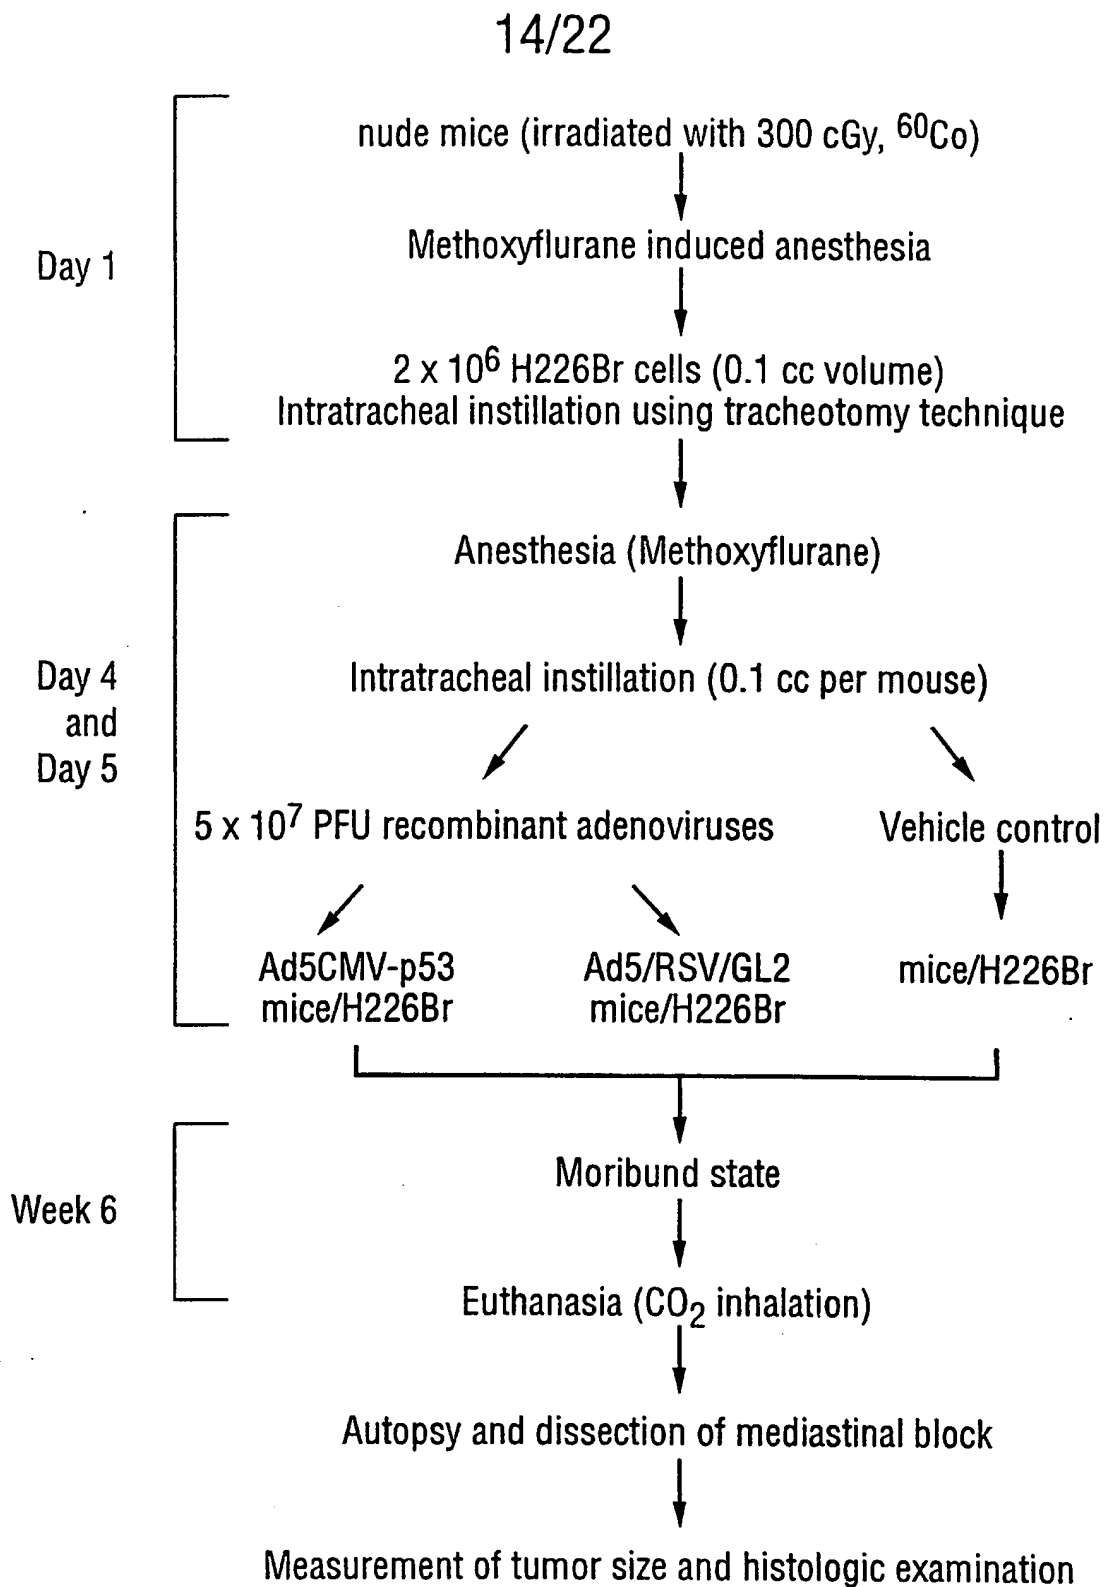 14/22
nude mice (irradiated with 300 cGy, ⁶⁰Co)
Methoxyflurane induced anesthesia
Day 1
2 x 10⁶ H226Br cells (0.1 cc volume)
Intratracheal instillation using tracheotomy technique
Anesthesia (Methoxyflurane)
Intratracheal instillation (0.1 cc per mouse)
Day 4
and
Day 5
5 x 10⁷ PFU recombinant adenoviruses
Vehicle control
Ad5CMV-p53
mice/H226Br
Ad5/RSV/GL2
mice/H226Br
mice/H226Br
Moribund state
Week 6
Euthanasia (CO₂ inhalation)
Autopsy and dissection of mediastinal block
Measurement of tumor size and histologic examination